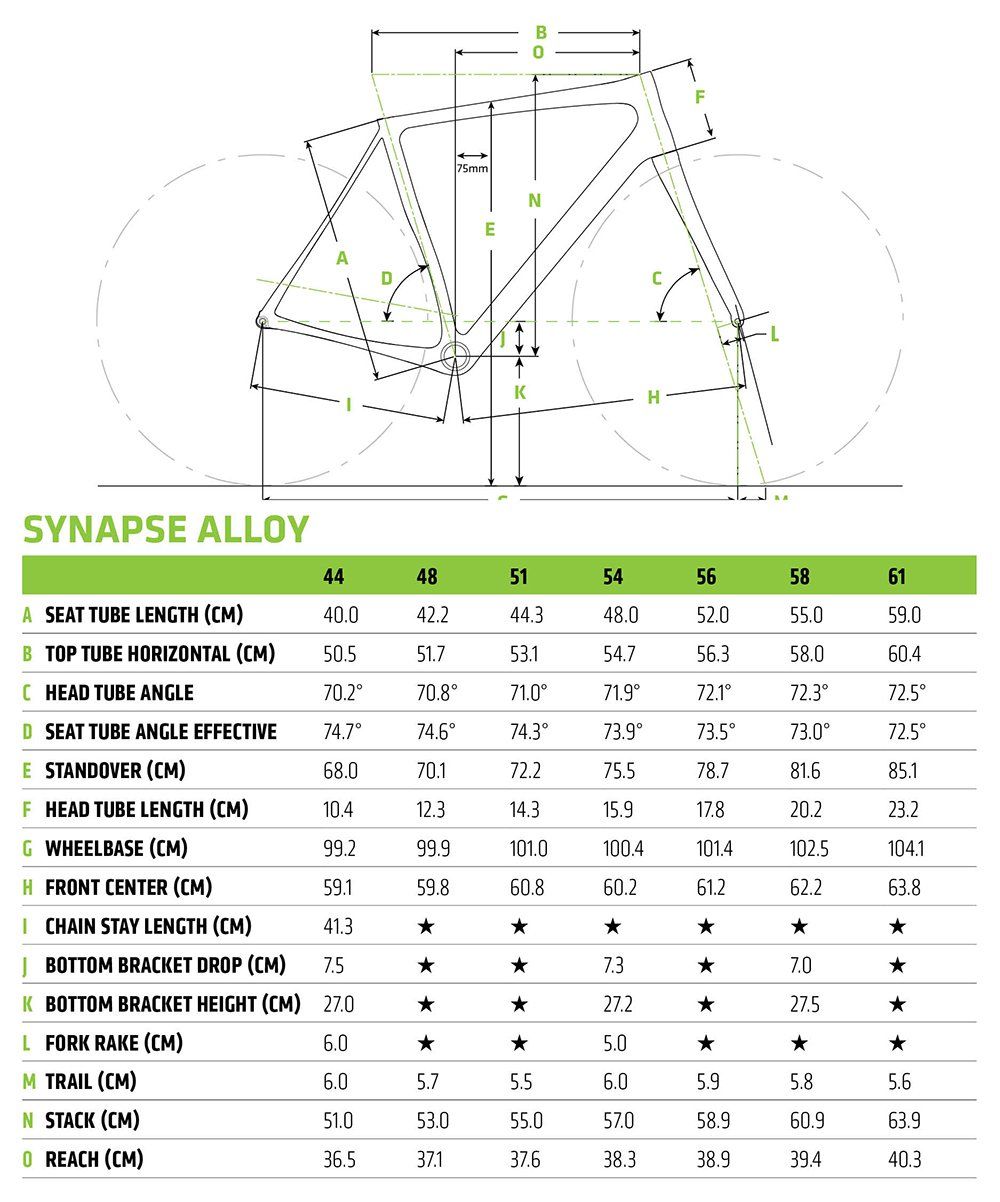 B
O
F
75mm
N
E
A
D
C
J
L
K
I
H
SYNAPSE ALLOY
44 48 51 54 56 58 61
A SEAT TUBE LENGTH (CM) 40.0 42.2 44.3 48.0 52.0 55.0 59.0
B TOP TUBE HORIZONTAL (CM) 50.5 51.7 53.1 54.7 56.3 58.0 60.4
C HEAD TUBE ANGLE 70.2° 70.8° 71.0° 71.9° 72.1° 72.3° 72.5°
D SEAT TUBE ANGLE EFFECTIVE 74.7° 74.6° 74.3° 73.9° 73.5° 73.0° 72.5°
E STANDOVER (CM) 68.0 70.1 72.2 75.5 78.7 81.6 85.1
F HEAD TUBE LENGTH (CM) 10.4 12.3 14.3 15.9 17.8 20.2 23.2
G WHEELBASE (CM) 99.2 99.9 101.0 100.4 101.4 102.5 104.1
H FRONT CENTER (CM) 59.1 59.8 60.8 60.2 61.2 62.2 63.8
I CHAIN STAY LENGTH (CM) 41.3 ★ ★ ★ ★ ★ ★
J BOTTOM BRACKET DROP (CM) 7.5 ★ ★ 7.3 ★ 7.0 ★
K BOTTOM BRACKET HEIGHT (CM) 27.0 ★ ★ 27.2 ★ 27.5 ★
L FORK RAKE (CM) 6.0 ★ ★ 5.0 ★ ★ ★
M TRAIL (CM) 6.0 5.7 5.5 6.0 5.9 5.8 5.6
N STACK (CM) 51.0 53.0 55.0 57.0 58.9 60.9 63.9
O REACH (CM) 36.5 37.1 37.6 38.3 38.9 39.4 40.3